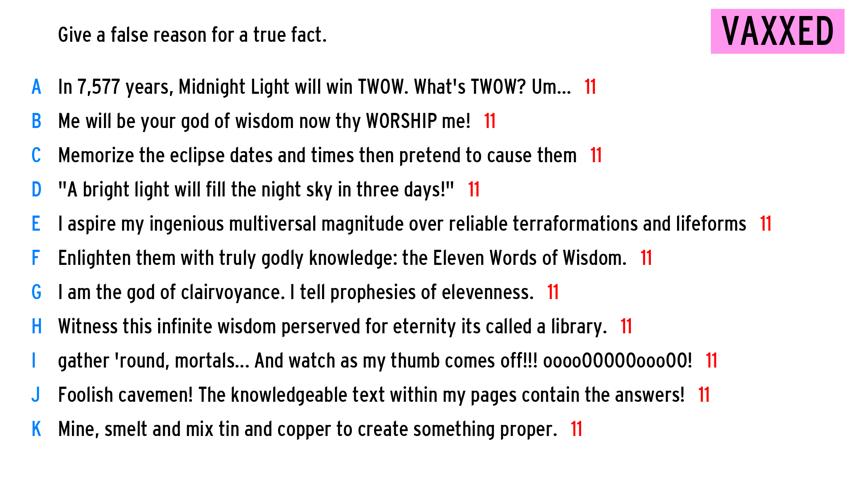 Give a false reason for a true fact.
VAXXED
A In 7,577 years, Midnight Light will win TWOW. What's TWOW? Um... 11
B Me will be your god of wisdom now thy WORSHIP me! 11
C Memorize the eclipse dates and times then pretend to cause them 11
D "A bright light will fill the night sky in three days!" 11
E I aspire my ingenious multiversal magnitude over reliable terraformations and lifeforms 11
F Enlighten them with truly godly knowledge: the Eleven Words of Wisdom. 11
G I am the god of clairvoyance. I tell prophesies of elevenness. 11
H Witness this infinite wisdom perserved for eternity its called a library. 11
I gather 'round, mortals... And watch as my thumb comes off!!! ooooOOOOOoooOO! 11
J Foolish cavemen! The knowledgeable text within my pages contain the answers! 11
K Mine, smelt and mix tin and copper to create something proper. 11